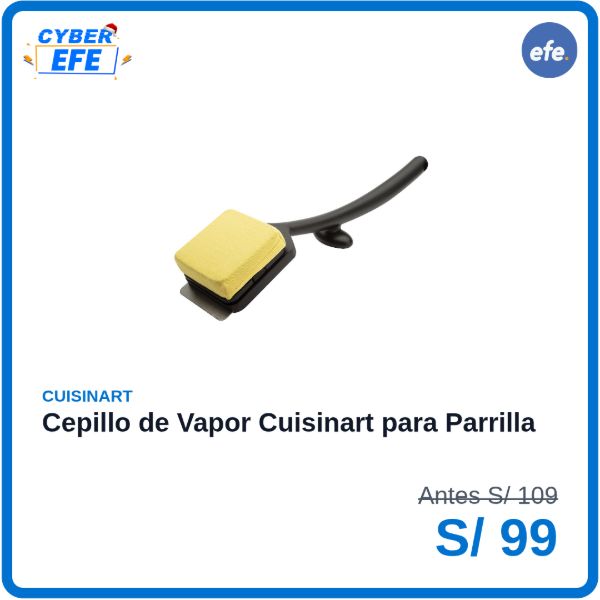 CYBER
EFE
efe.
CUISINART
Cepillo de Vapor Cuisinart para Parrilla
Antes S/ 109
S/ 99